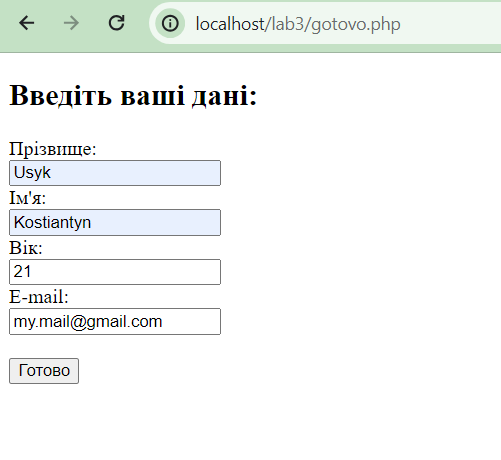 localhost/lab3/gotovo.php
Введіть ваші дані:
Прізвище:
Usyk
Ім'я:
Kostiantyn
Вік:
21
E-mail:
my.mail@gmail.com
Готово